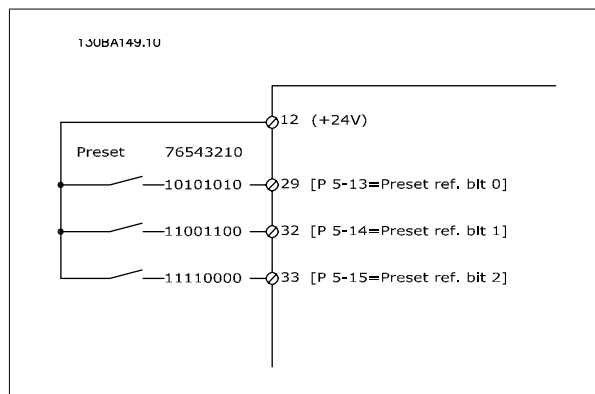 130BA149.10
12 (+24V)
Preset 76543210
10101010 29 [P 5-13=Preset ref. bit 0]
11001100 32 [P 5-14=Preset ref. bit 1]
11110000 33 [P 5-15=Preset ref. bit 2]